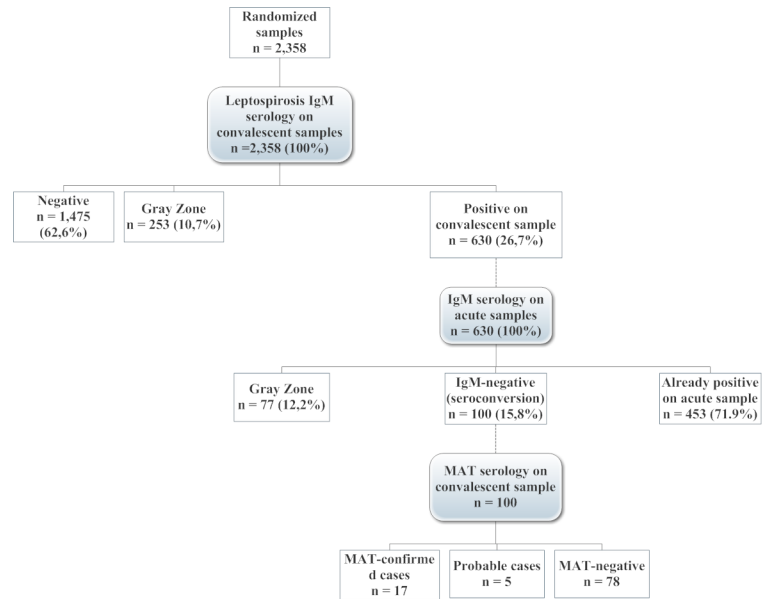 Randomized
samples
n = 2,358
Leptospirosis IgM
serology on
convalescent samples
n =2,358 (100%)
Negative
n = 1,475
(62,6%)
Gray Zone
n = 253 (10,7%)
Positive on
convalescent sample
n = 630 (26,7%)
IgM serology on
acute samples
n = 630 (100%)
Gray Zone
n = 77 (12,2%)
IgM-negative
(seroconversion)
n = 100 (15,8%)
Already positive
on acute sample
n = 453 (71.9%)
MAT serology on
convalescent sample
n = 100
MAT-confirme
d cases
n = 17
Probable cases
n = 5
MAT-negative
n = 78